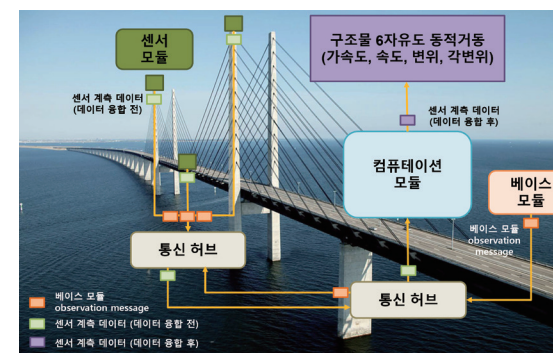 센서
모듈
구조물 6자유도 동적거동
(가속도, 속도, 변위, 각변위)
센서 계측 데이터
(데이터 융합 전)
센서 계측 데이터
(데이터 융합 후)
컴퓨테이션
모듈
베이스
모듈
베이스 모듈
observation
message
통신 허브
통신 허브
베이스 모듈
observation message
센서 계측 데이터 (데이터 융합 전)
센서 계측 데이터 (데이터 융합 후)